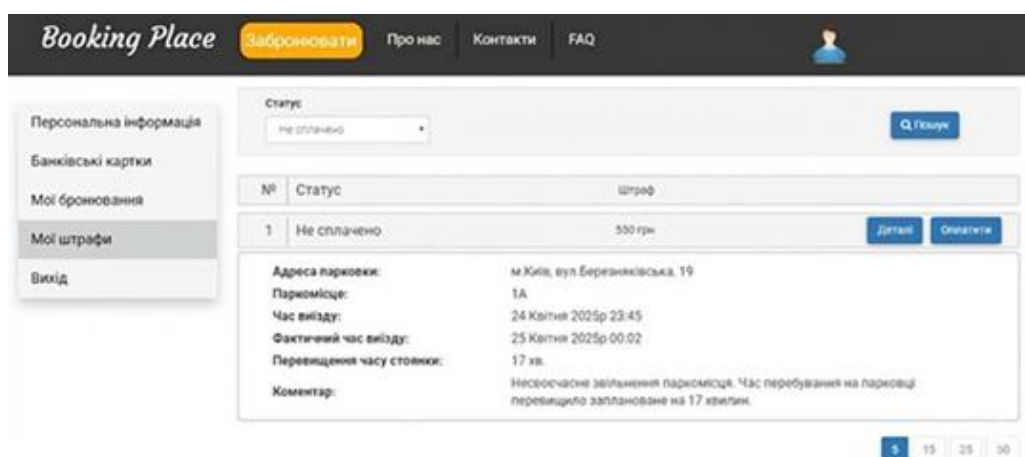 Booking Place Забронювати Про нас Контакти FAQ
Персональна інформація
Банківські картки
Мої бронювання
Мої штрафи
Вихід
Статус
Не сплачено
Пошук
№ Статус Штраф
1 Не сплачено 550 грн Деталі Оплатити
Адреса парковки: м.Київ, вул.Березняківська, 19
Паркомісце: 1А
Час виїзду: 24 Квітня 2025р 23:45
Фактичний час виїзду: 25 Квітня 2025р 00:02
Перевищення часу стоянки: 17 хв.
Коментар: Несвоєчасне звільнення паркомісця. Час перебування на парковці
перевищило заплановане на 17 хвилин.
5 15 25 50